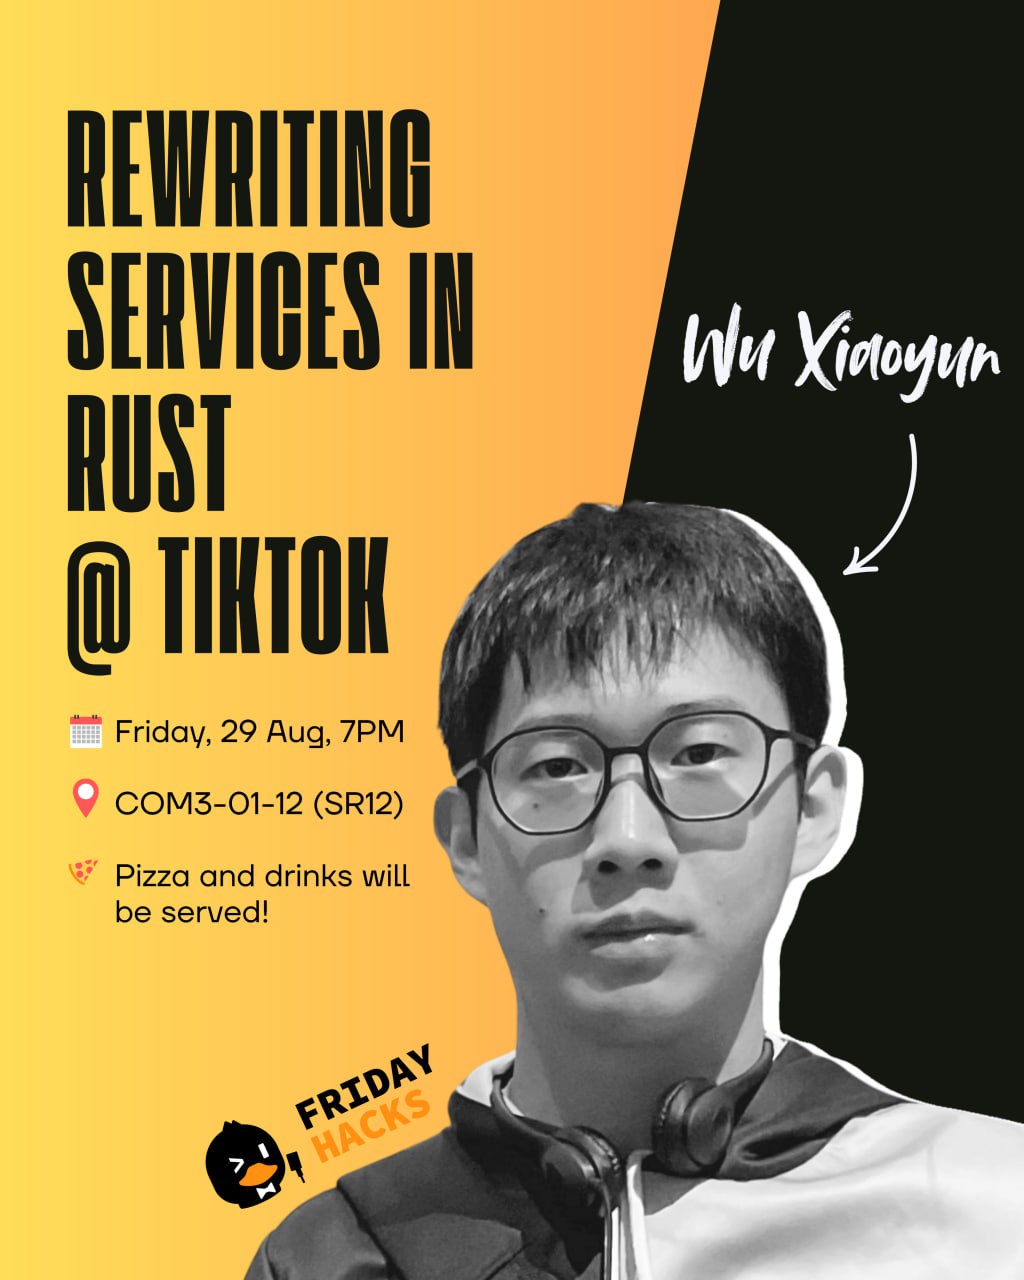 REWRITING
SERVICES IN
RUST
@ TIKTOK
Wu Xiaoyun
Friday, 29 Aug, 7PM
COM3-01-12 (SR12)
Pizza and drinks will
be served!
FRIDAY
HACKS